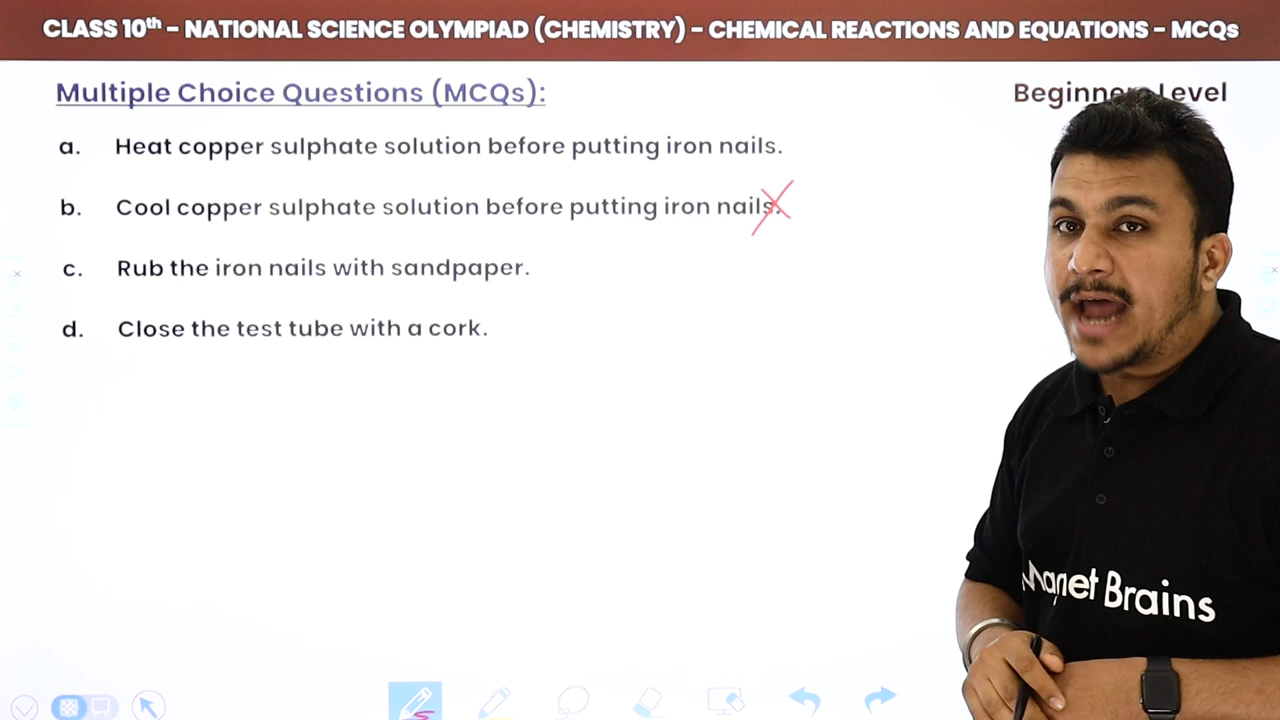 CLASS 10th – NATIONAL SCIENCE OLYMPIAD (CHEMISTRY) – CHEMICAL REACTIONS AND EQUATIONS – MCQs
Multiple Choice Questions (MCQs):
Beginner Level
a. Heat copper sulphate solution before putting iron nails.
b. Cool copper sulphate solution before putting iron nails.
c. Rub the iron nails with sandpaper.
d. Close the test tube with a cork.
Magnet Brains